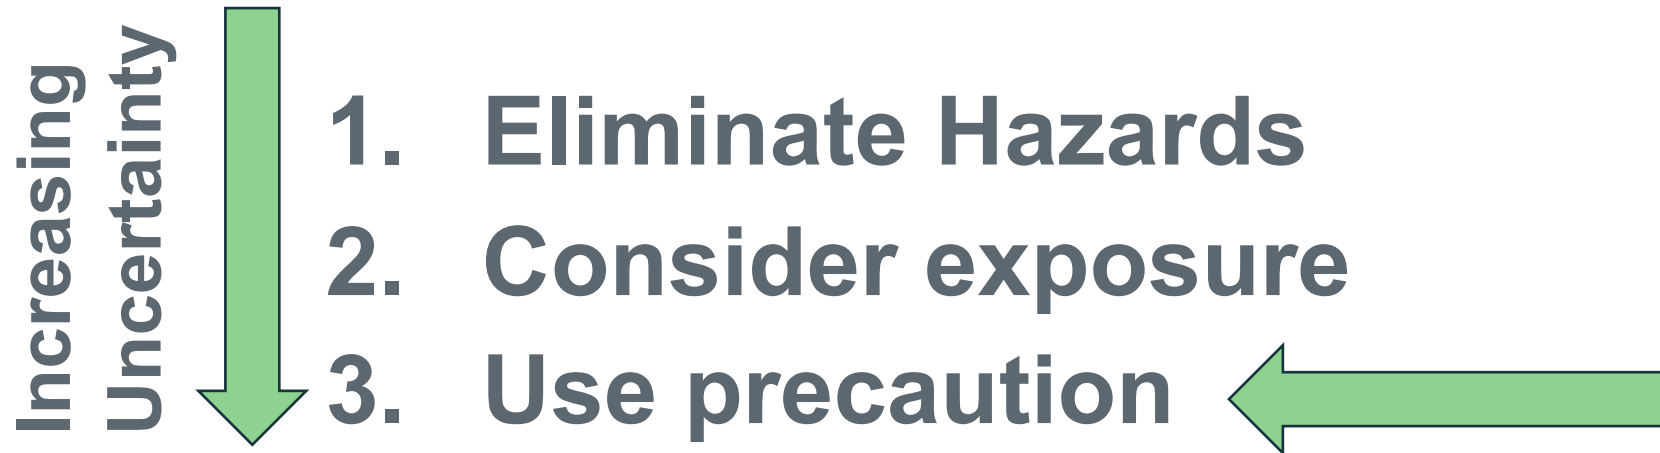 Increasing
Uncertainty
1. Eliminate Hazards
2. Consider exposure
3. Use precaution